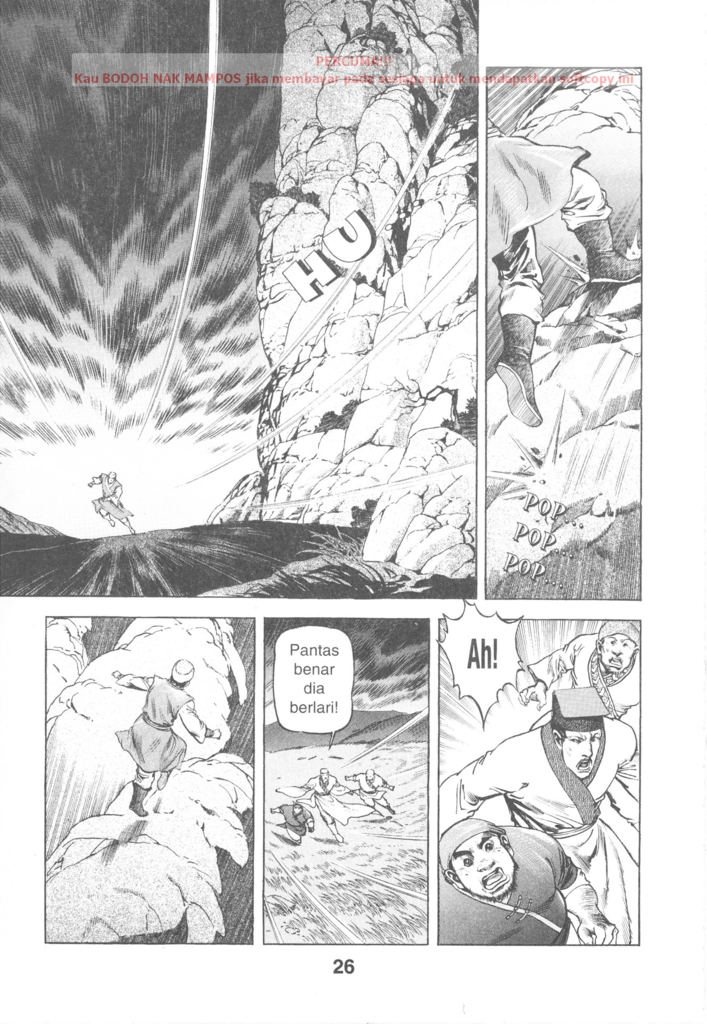 PERCUMA!!!
Kau BODOH NAK MAMPOS jika membayar pada sesiapa untuk mendapatkan softcopy ini
HU
POP...
POP...
POP...
Pantas
benar
dia
berlari!
Ah!
26